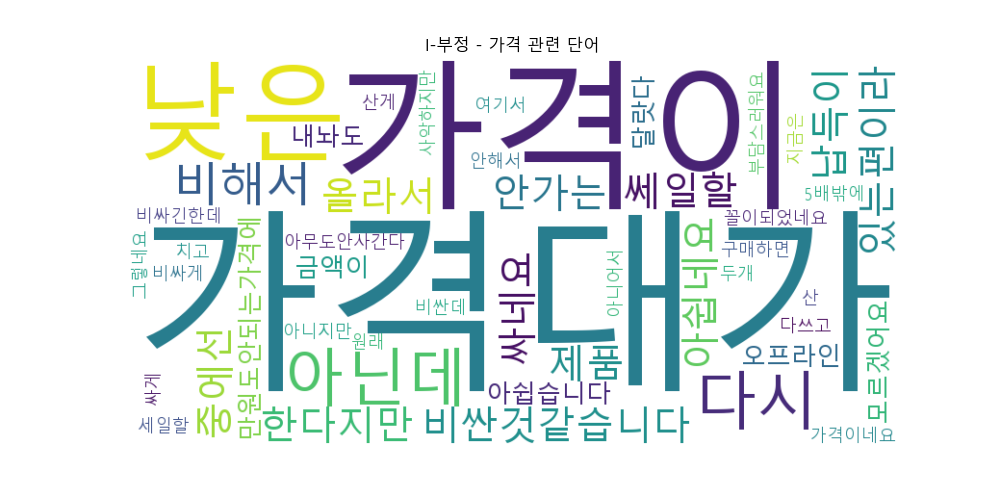 I-부정 - 가격 관련 단어
낮은
가격이
산게
사악하지만
여기서
달랐다
부담스러워요
지금은
납득이
있는편이라
내놔도
안해서
비해서
올라서
안가는
쎄일할
5배밖에
비싸긴한데
가격대가
꼴이되었네요
그렇네요
치고
비싸게
만원도안되는가격에
아무도안사간다
금액이
비싼데
싸네요
아니어서
아쉽네요
구매하면
두개
산
다쓰고
아니지만
원래
아닌데
제품
오프라인
모르겠어요
중에선
싸게
아쉽습니다
다시
세일할
한다지만
비싼것같습니다
가격이네요